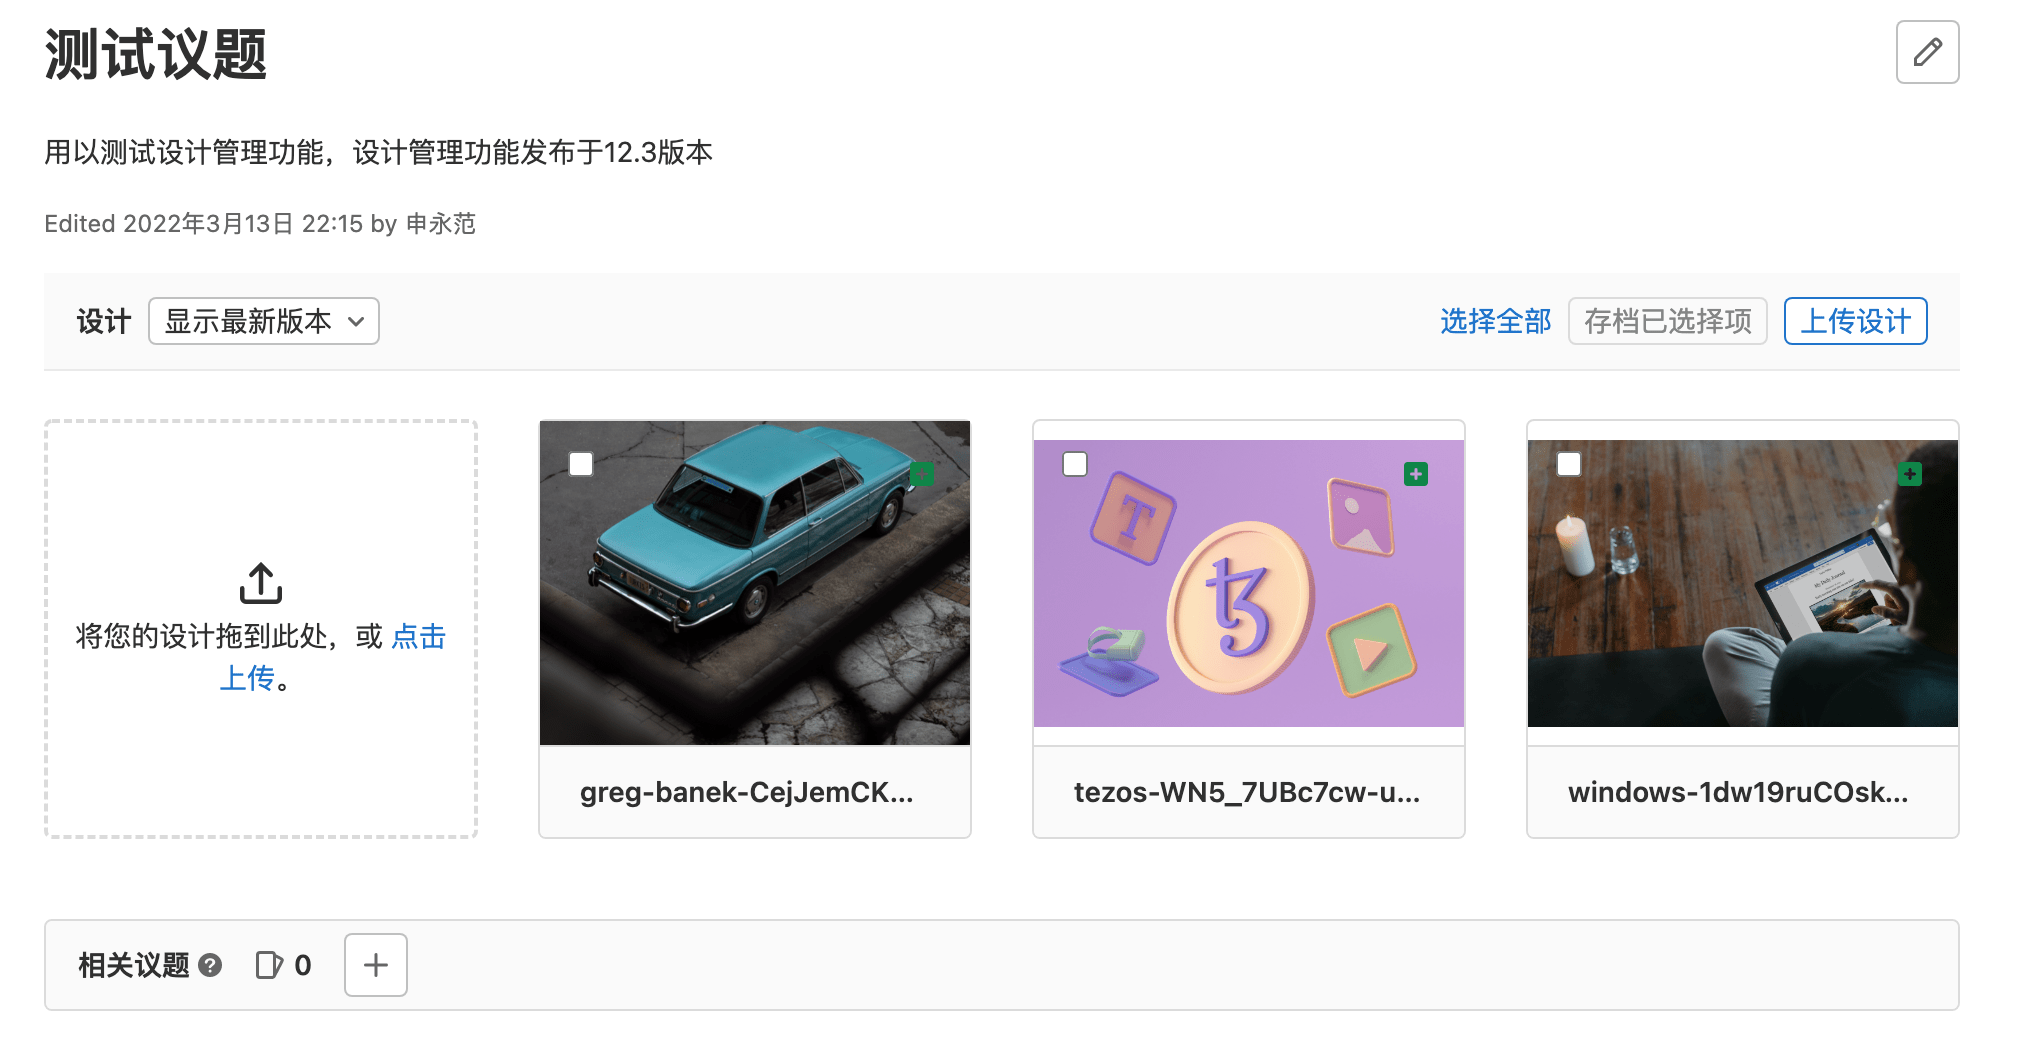 测试议题
用以测试设计管理功能，设计管理功能发布于12.3版本
Edited 2022年3月13日 22:15 by 申永范
设计 显示最新版本 选择全部 存档已选择项 上传设计
将您的设计拖到此处，或 点击
上传。
T
My Daily Journal
greg-banek-CejJemCK...
tezos-WN5_7UBc7cw-u...
windows-1dw19ruCOsk...
相关议题 0